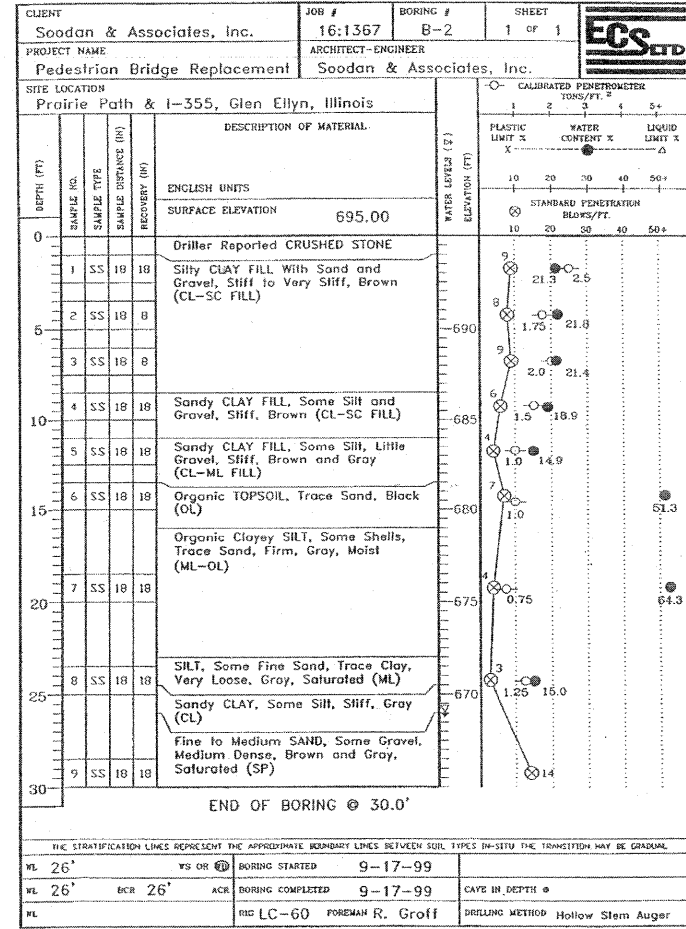 CLIENT
Soodan & Associates, Inc.
JOB #
16:1367
BORING #
B-2
SHEET
1 OF 1
ECS LTD
PROJECT NAME
Pedestrian Bridge Replacement
ARCHITECT-ENGINEER
Soodan & Associates, Inc.
SITE LOCATION
Prairie Path & I-355, Glen Ellyn, Illinois
CALIBRATED PENETROMETER
TONS/FT.²
1 2 3 4 5+
PLASTIC LIMIT %
WATER CONTENT %
LIQUID LIMIT %
X
Δ
10 20 30 40 50+
STANDARD PENETRATION
BLOWS/FT.
10 20 30 40 50+
DEPTH (FT)
SAMPLE NO.
SAMPLE TYPE
SAMPLE DISTANCE (IN)
RECOVERY (IN)
DESCRIPTION OF MATERIAL
ENGLISH UNITS
SURFACE ELEVATION 695.00
WATER LEVELS
ELEVATION (FT)
0
Driller Reported CRUSHED STONE
1 SS 18 18
Silty CLAY FILL With Sand and
Gravel, Stiff to Very Stiff, Brown
(CL-SC FILL)
9
21.3 2.5
2 SS 18 8
8
1.75 21.8
5
690
3 SS 18 8
9
2.0 21.4
4 SS 18 18
Sandy CLAY FILL, Some Silt and
Gravel, Stiff, Brown (CL-SC FILL)
6
1.5 18.9
10
685
5 SS 18 18
Sandy CLAY FILL, Some Silt, Little
Gravel, Stiff, Brown and Gray
(CL-ML FILL)
4
1.0 14.9
6 SS 18 18
Organic TOPSOIL, Trace Sand, Black
(OL)
7
1.0 51.3
15
680
Organic Clayey SILT, Some Shells,
Trace Sand, Firm, Gray, Moist
(ML-OL)
7 SS 18 18
4
0.75 64.3
20
675
8 SS 18 18
SILT, Some Fine Sand, Trace Clay,
Very Loose, Gray, Saturated (ML)
3
1.25 15.0
25
670
Sandy CLAY, Some Silt, Stiff, Gray
(CL)
Fine to Medium SAND, Some Gravel,
Medium Dense, Brown and Gray,
Saturated (SP)
9 SS 18 18
14
30
END OF BORING @ 30.0'
THE STRATIFICATION LINES REPRESENT THE APPROXIMATE BOUNDARY LINES BETWEEN SOIL TYPES IN-SITU THE TRANSITION MAY BE GRADUAL
WL 26' WS OR WD
BORING STARTED 9-17-99
WL 26' BCR 26' ACR
BORING COMPLETED 9-17-99
CAVE IN DEPTH @
WL
RIG LC-60 FOREMAN R. Groff
DRILLING METHOD Hollow Stem Auger